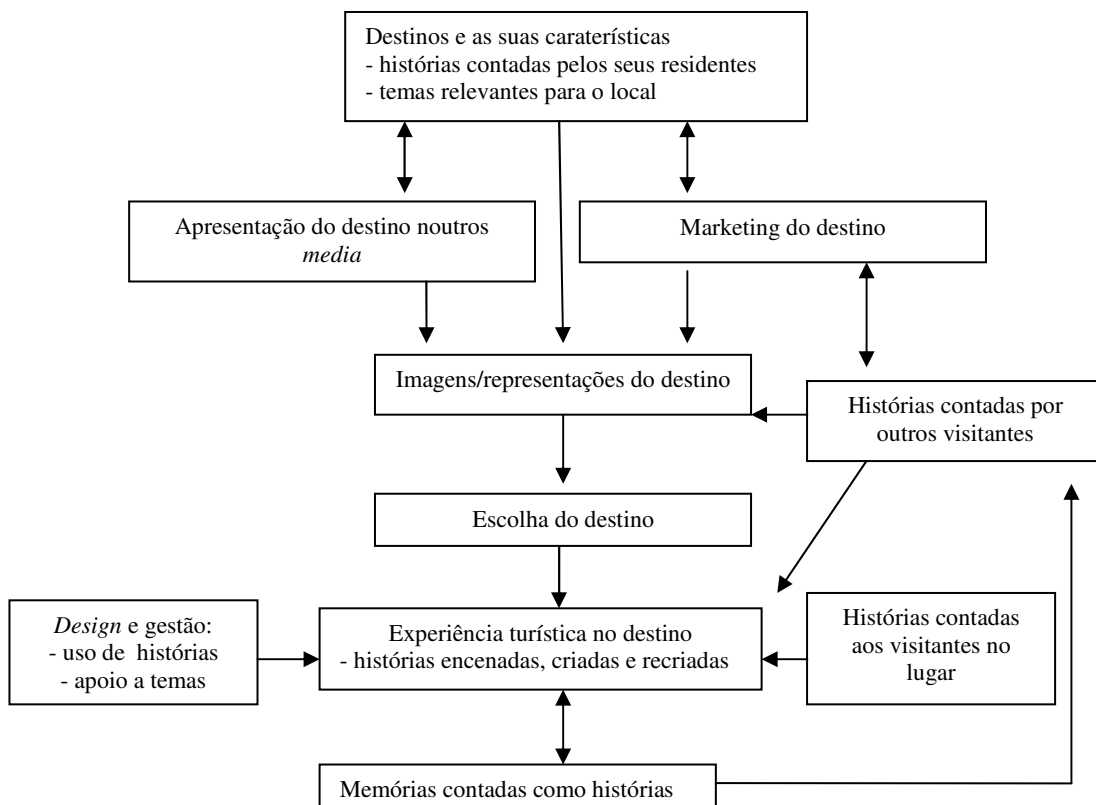 Destinos e as suas caraterísticas
- histórias contadas pelos seus residentes
- temas relevantes para o local
Apresentação do destino noutros
media
Marketing do destino
Imagens/representações do destino
Histórias contadas por
outros visitantes
Escolha do destino
Design e gestão:
- uso de histórias
- apoio a temas
Experiência turística no destino
- histórias encenadas, criadas e recriadas
Histórias contadas
aos visitantes no
lugar
Memórias contadas como histórias